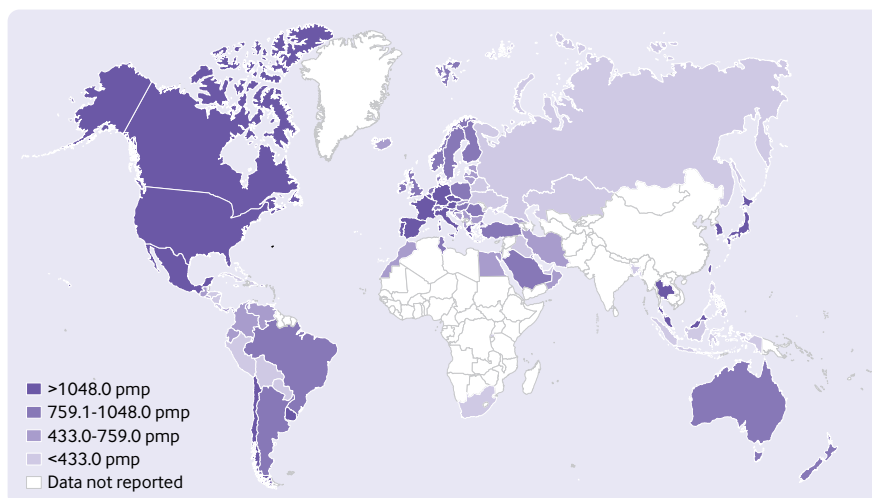 >1048.0 pmp
759.1-1048.0 pmp
433.0-759.0 pmp
<433.0 pmp
Data not reported